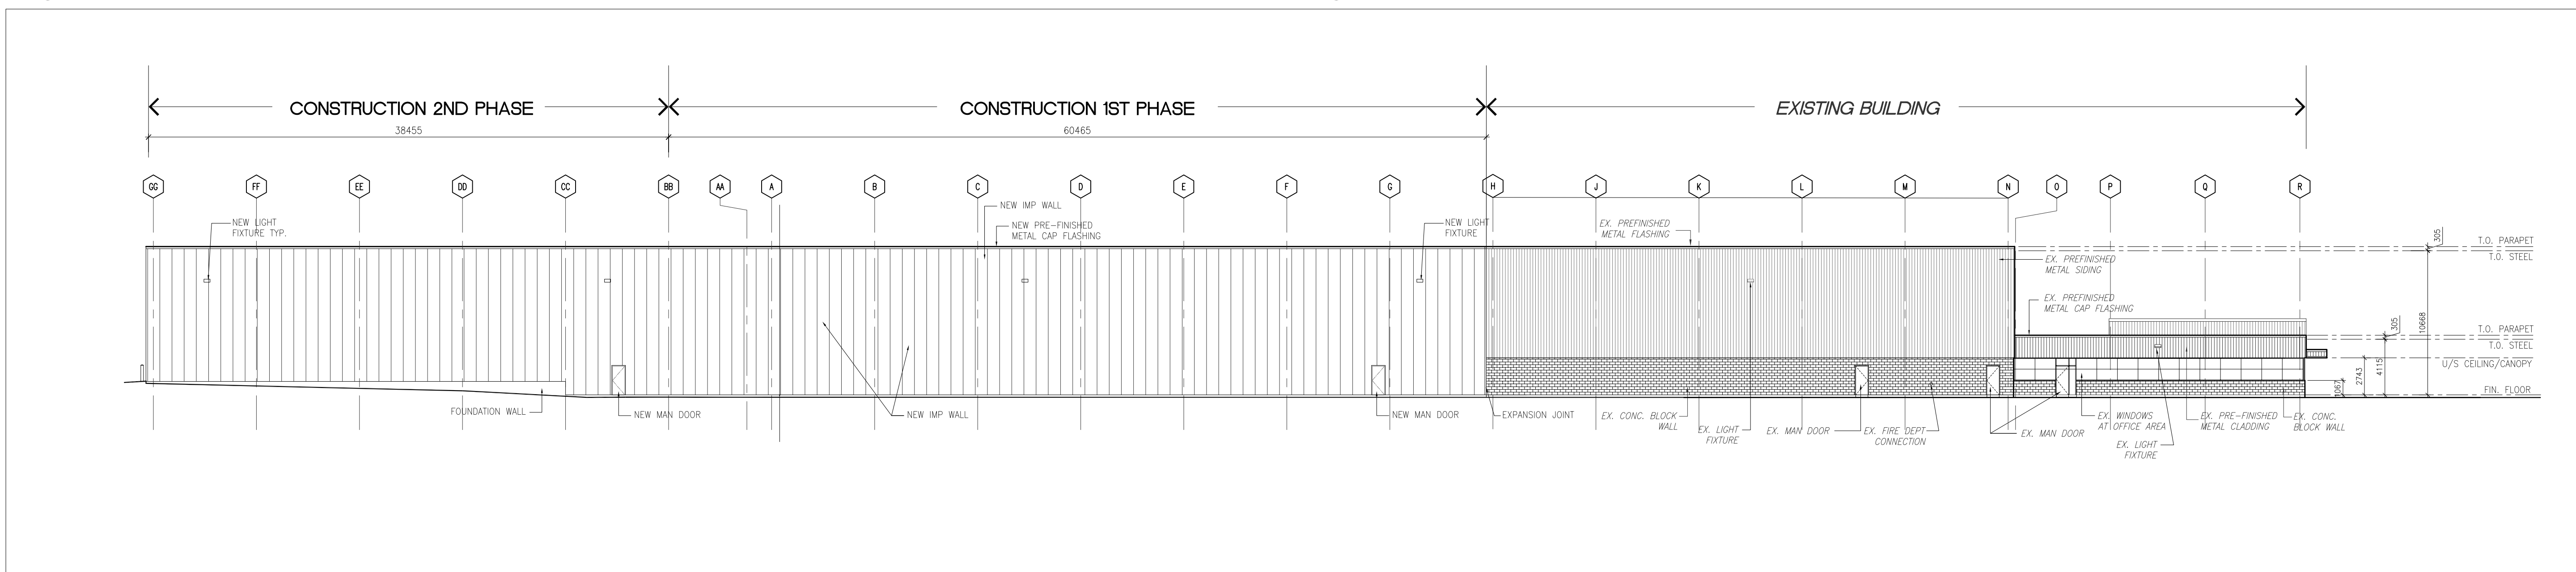 CONSTRUCTION 2ND PHASE
CONSTRUCTION 1ST PHASE
EXISTING BUILDING
38455
60465
GG
FF
EE
DD
CC
BB
AA
A
B
C
D
E
F
G
H
J
K
L
M
N
O
P
Q
R
NEW LIGHT
FIXTURE TYP.
NEW IMP WALL
NEW PRE-FINISHED
METAL CAP FLASHING
NEW LIGHT
FIXTURE
EX. PREFINISHED
METAL FLASHING
EX. PREFINISHED
METAL SIDING
EX. PREFINISHED
METAL CAP FLASHING
305
T.O. PARAPET
T.O. STEEL
10668
305
T.O. PARAPET
T.O. STEEL
U/S CEILING/CANOPY
4115
2743
1067
FIN. FLOOR
FOUNDATION WALL
NEW MAN DOOR
NEW IMP WALL
NEW MAN DOOR
EXPANSION JOINT
EX. CONC. BLOCK
WALL
EX. LIGHT
FIXTURE
EX. MAN DOOR
EX. FIRE DEPT
CONNECTION
EX. MAN DOOR
EX. WINDOWS
AT OFFICE AREA
EX. LIGHT
FIXTURE
EX. PRE-FINISHED
METAL CLADDING
EX. CONC.
BLOCK WALL